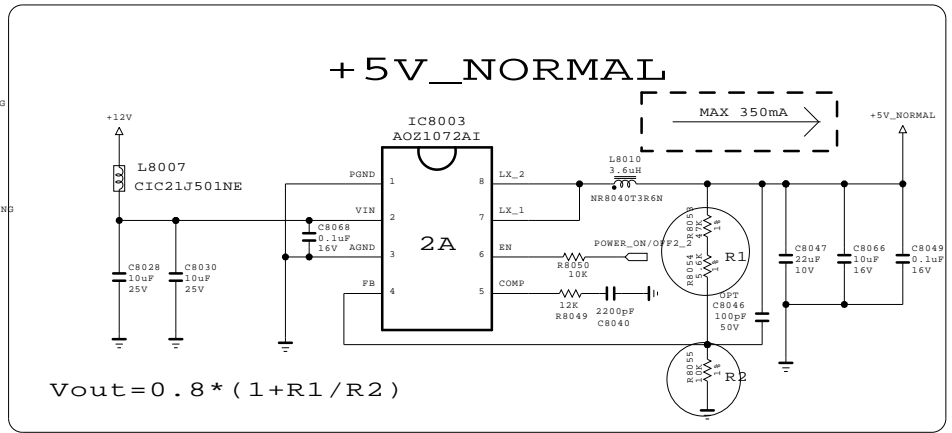 +5V_NORMAL
MAX 350mA
+12V
IC8003
AOZ1072AI
+5V_NORMAL
L8007
CIC21J501NE
L8010
3.6uH
NR8040T3R6N
PGND
1
8
LX_2
VIN
2
7
LX_1
AGND
3
6
EN
FB
4
5
COMP
2A
C8068
0.1uF
16V
C8028
10uF
25V
C8030
10uF
25V
POWER_ON/OFF2_2
R8050
10K
12K
R8049
2200pF
C8040
R8053
47K
1%
R8054
5.6K
1%
R1
OPT
C8046
100pF
50V
C8047
22uF
10V
C8066
10uF
16V
C8049
0.1uF
16V
R8055
10K
1%
R2
Vout=0.8*(1+R1/R2)